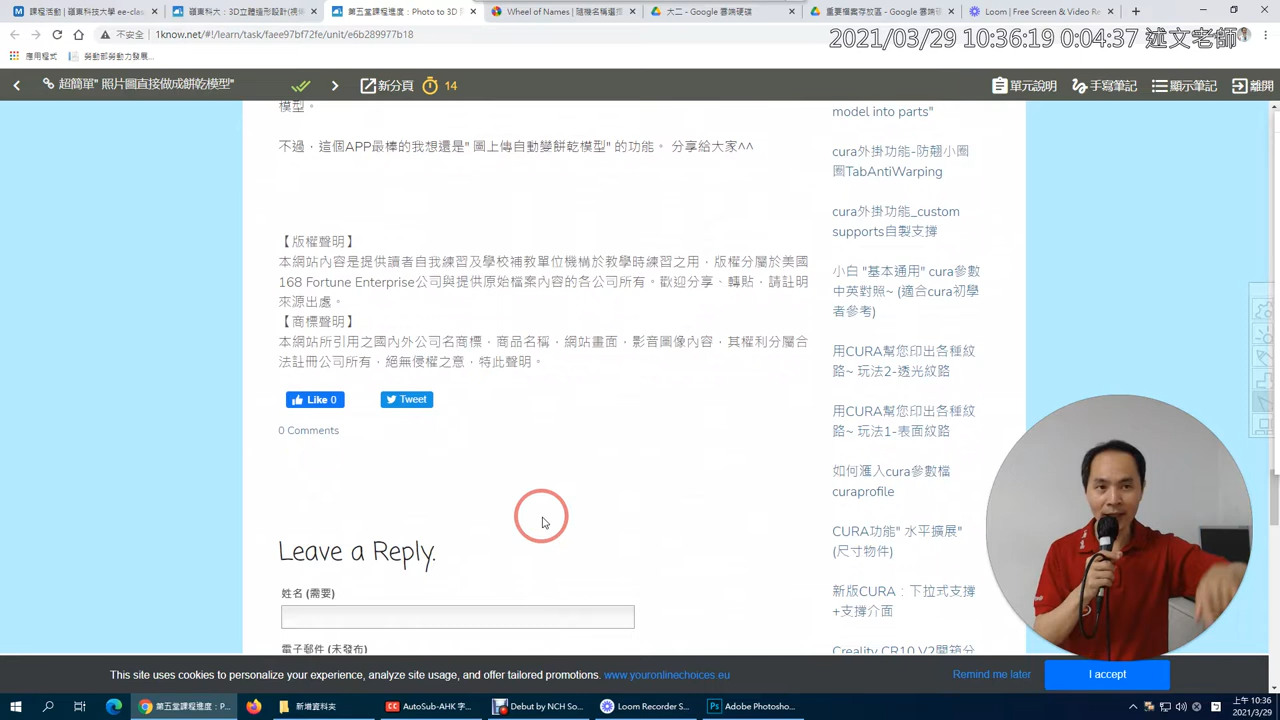 課程活動 | 嶺東科技大學 ee-class
嶺東科大：3D立體造形設計(視
第五堂課程進度：Photo to 3D
Wheel of Names | 隨機名稱選擇
大二 - Google 雲端硬碟
重要檔案存放區 - Google 雲端
Loom | Free Screen & Video Re
不安全
1know.net/#!/learn/task/faee97bf72fe/unit/e6b289977b18
2021/03/29 10:36:19 0:04:37 述文老師
應用程式
勞動部勞動力發展...
超簡單" 照片圖直接做成餅乾模型"
新分頁
14
單元說明
手寫筆記
顯示筆記
離開
模型。
不過，這個APP最棒的我想還是" 圖上傳自動變餅乾模型" 的功能。 分享給大家^^
【版權聲明】
本網站內容是提供讀者自我練習及學校補教單位機構於教學時練習之用，版權分屬於美國
168 Fortune Enterprise公司與提供原始檔案內容的各公司所有。歡迎分享、轉貼，請註明
來源出處。
【商標聲明】
本網站所引用之國內外公司名商標，商品名稱，網站畫面，影音圖像內容，其權利分屬合
法註冊公司所有，絕無侵權之意，特此聲明。
Like 0
Tweet
0 Comments
Leave a Reply.
姓名 (需要)
電子郵件 (未發布)
model into parts"
cura外掛功能-防翹小圈
圈TabAntiWarping
cura外掛功能_custom
supports自製支撐
小白 "基本通用" cura參數
中英對照~ (適合cura初學
者參考)
用CURA幫您印出各種紋
路~ 玩法2-透光紋路
用CURA幫您印出各種紋
路~ 玩法1-表面紋路
如何滙入cura參數檔
curaprofile
CURA功能" 水平擴展"
(尺寸物件)
新版CURA：下拉式支撐
+支撐介面
Creality CR10 V2開箱分
This site uses cookies to personalize your experience, analyze site usage, and offer tailored promotions. www.youronlinechoices.eu
Remind me later
I accept
第五堂課程進度：P...
新增資料夾
AutoSub-AHK 字...
Debut by NCH So...
Loom Recorder S...
Adobe Photosho...
上午 10:36
2021/3/29